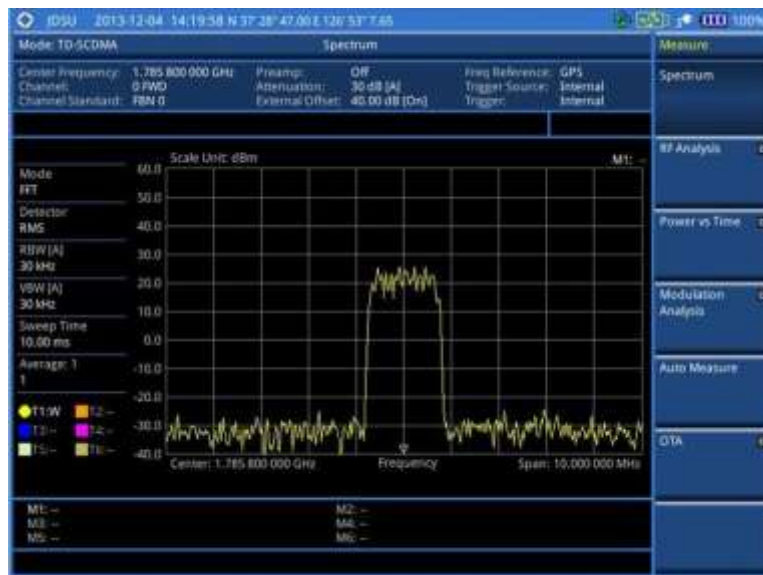 JDSU 2013-12-04 14:19:58 N 37° 28' 47.00 E 126° 53' 7.65 100%
Mode: TD-SCDMA Spectrum Measure
Center Frequency: 1.785 800 000 GHz Preamp: Off Freq Reference: GPS
Channel: 0 FWD Attenuation: 30 dB [A] Trigger Source: Internal
Channel Standard: FBN 0 External Offset: 40.00 dB [On] Trigger: Internal
Spectrum
RF Analysis
Power vs Time
Modulation Analysis
Auto Measure
OTA
Scale Unit: dBm M1: --
Mode
FFT
Detector
RMS
RBW [A]
30 kHz
VBW [A]
30 kHz
Sweep Time
10.00 ms
Average: 1
1
T1:W T2:--
T3:-- T4:--
T5:-- T6:--
60.0
50.0
40.0
30.0
20.0
10.0
0.0
-10.0
-20.0
-30.0
-40.0
Center: 1.785 800 000 GHz Frequency Span: 10.000 000 MHz
M1: -- M2: --
M3: -- M4: --
M5: -- M6: --